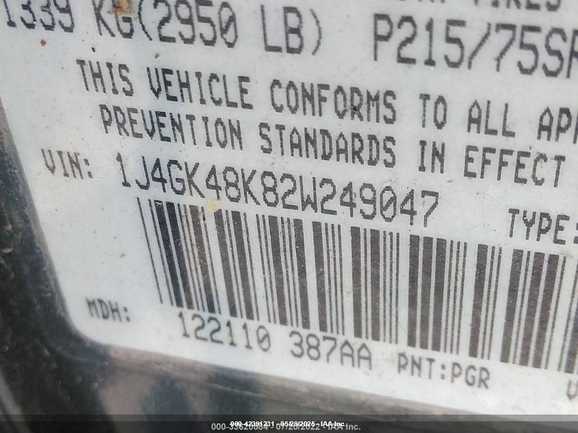 1339 KG(2950 LB) P215/75S
THIS VEHICLE CONFORMS TO ALL
PREVENTION STANDARDS IN EFFECT
VIN: 1J4GK48K82W249047 TYPE:
MDH: 122110 387AA PNT:PGR